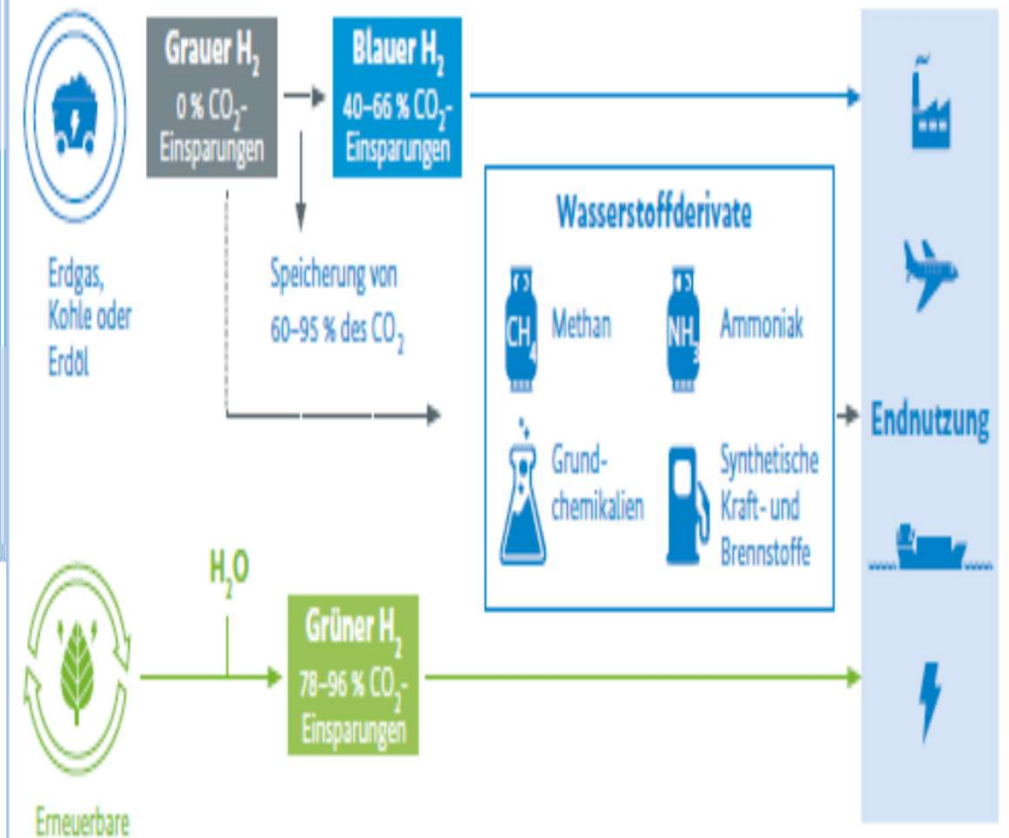 Grauer H₂
0 % CO₂-
Einsparungen
Blauer H₂
40–66 % CO₂-
Einsparungen
Erdgas,
Kohle oder
Erdöl
Speicherung von
60–95 % des CO₂
Wasserstoffderivate
CH₄
Methan
NH₃
Ammoniak
Grund-
chemikalien
Synthetische
Kraft- und
Brennstoffe
Endnutzung
H₂O
Grüner H₂
78–96 % CO₂-
Einsparungen
Erneuerbare